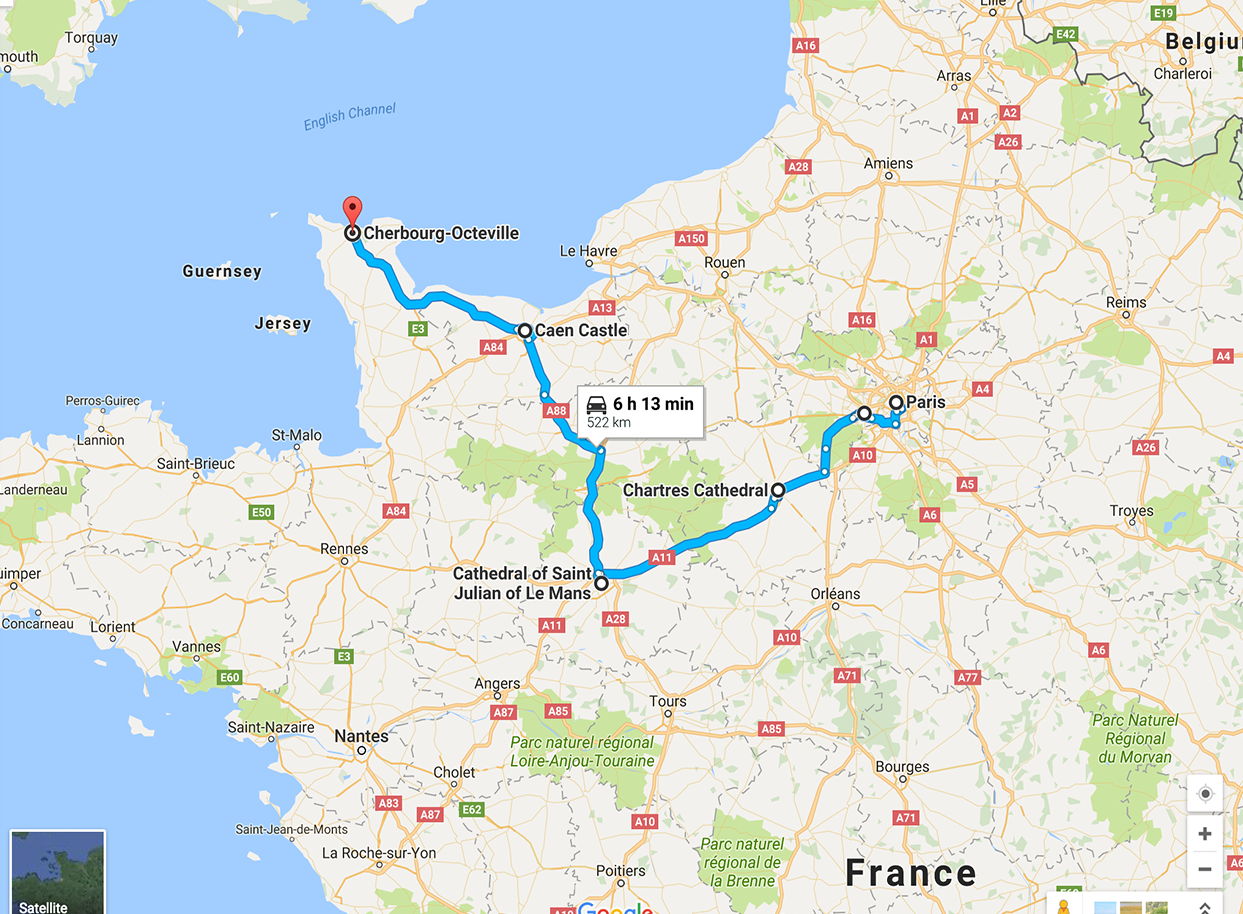 Lille
E19
E42
Belgiu
Torquay
mouth
A16
Charleroi
Arras
English Channel
A1
A2
A26
A28
Amiens
Cherbourg-Octeville
A150
Le Havre
Rouen
Guernsey
Reims
A13
Jersey
A16
E3
Caen Castle
A1
A84
A4
A4
Perros-Guirec
Paris
6 h 13 min
522 km
A88
Lannion
St-Malo
A26
A10
Saint-Brieuc
Landerneau
Chartres Cathedral
A5
E50
A84
A6
Troyes
Rennes
A11
uimper
Cathedral of Saint
Julian of Le Mans
Orléans
Concarneau
Lorient
A11
A28
A10
Vannes
E3
A6
E60
A71
A77
Angers
Tours
A87
A85
Parc Naturel
Régional
du Morvan
Saint-Nazaire
A85
Nantes
Parc naturel régional
Loire-Anjou-Touraine
Bourges
Cholet
A83
A87
E62
A71
A10
Saint-Jean-de-Monts
La Roche-sur-Yon
Parc naturel
régional de
la Brenne
A6
Poitiers
France
E62
Satellite
A10
Google